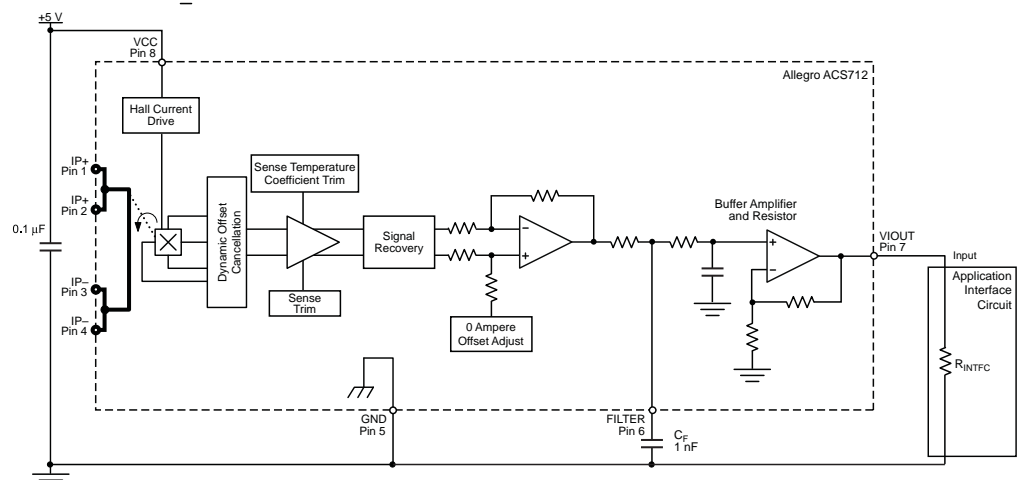 +5 V
VCC
Pin 8
Allegro ACS712
Hall Current
Drive
IP+
Pin 1
IP+
Pin 2
IP−
Pin 3
IP−
Pin 4
0.1 µF
Dynamic Offset
Cancellation
Sense Temperature
Coefficient Trim
Sense
Trim
Signal
Recovery
0 Ampere
Offset Adjust
Buffer Amplifier
and Resistor
VIOUT
Pin 7
Input
Application
Interface
Circuit
RINTFC
GND
Pin 5
FILTER
Pin 6
CF
1 nF